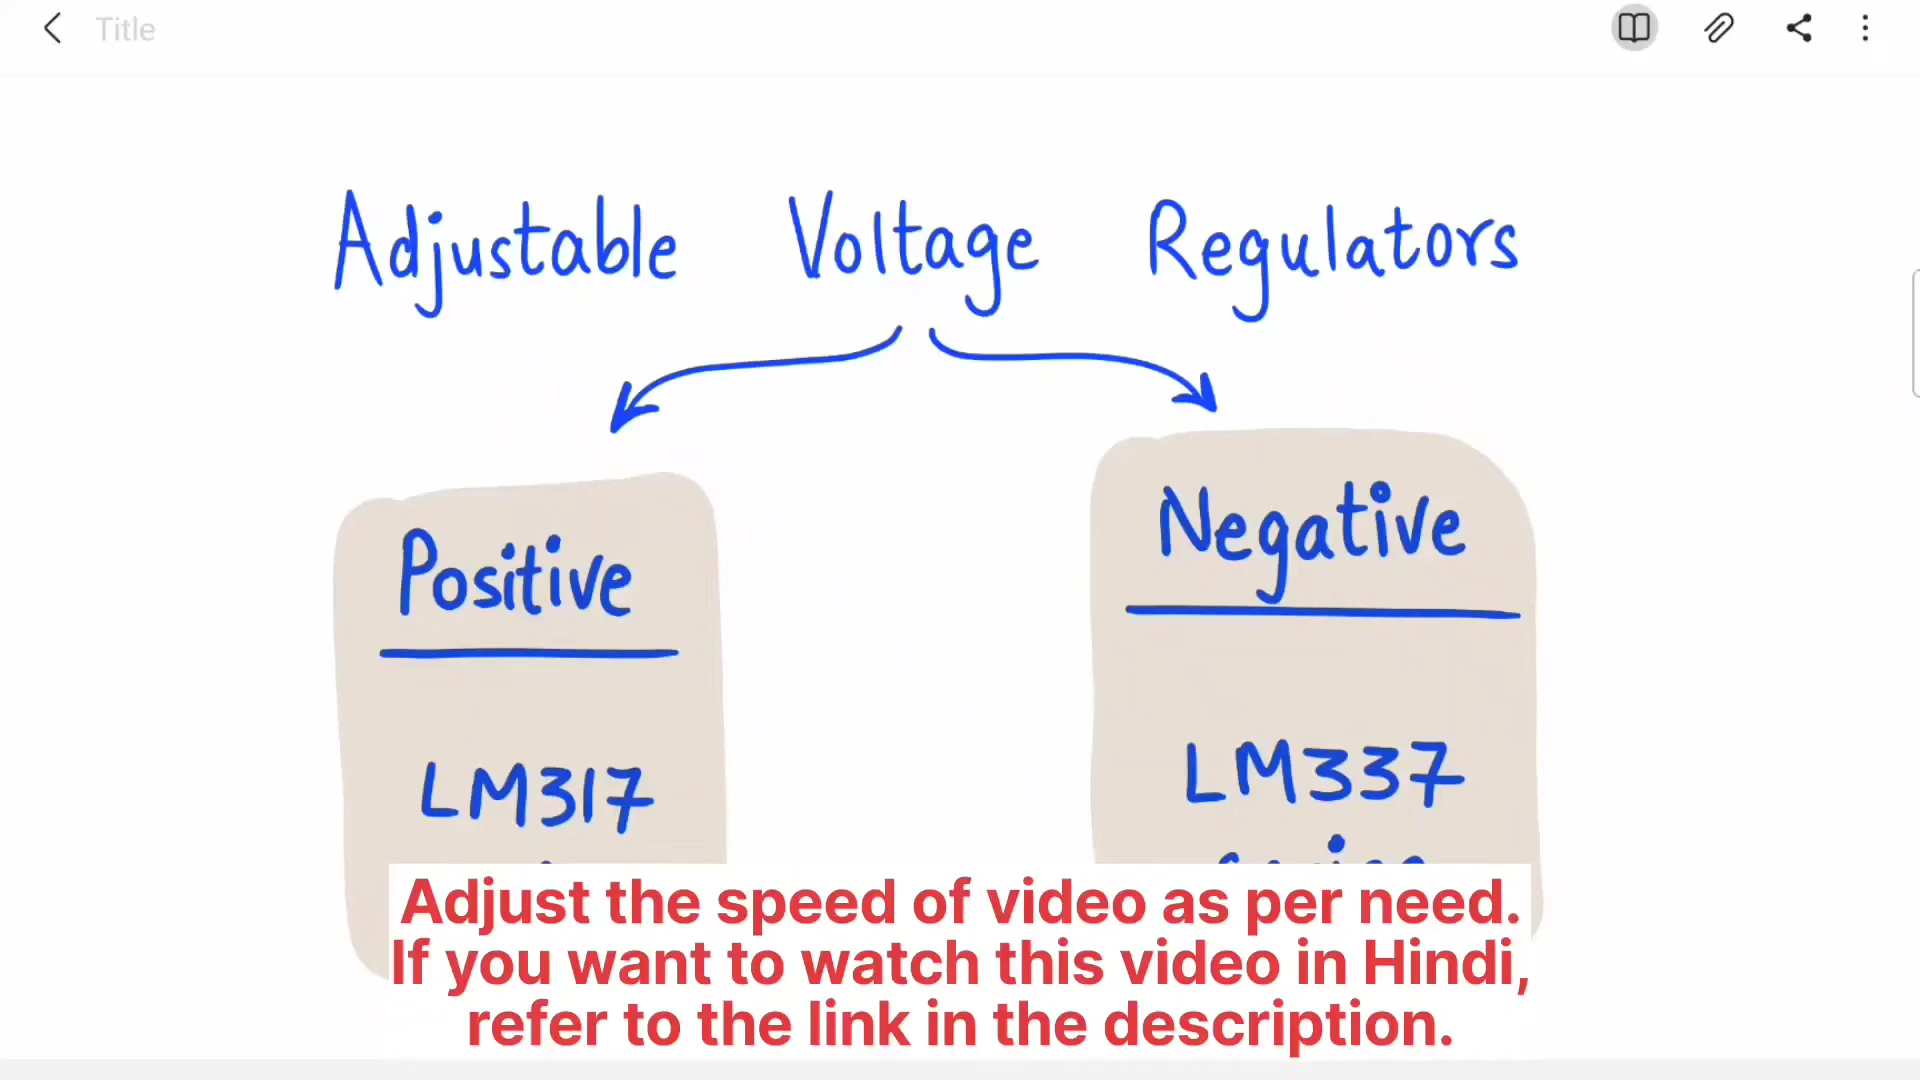 Title
Adjustable Voltage Regulators
Positive
Negative
LM317
LM337
Adjust the speed of video as per need.
If you want to watch this video in Hindi,
refer to the link in the description.